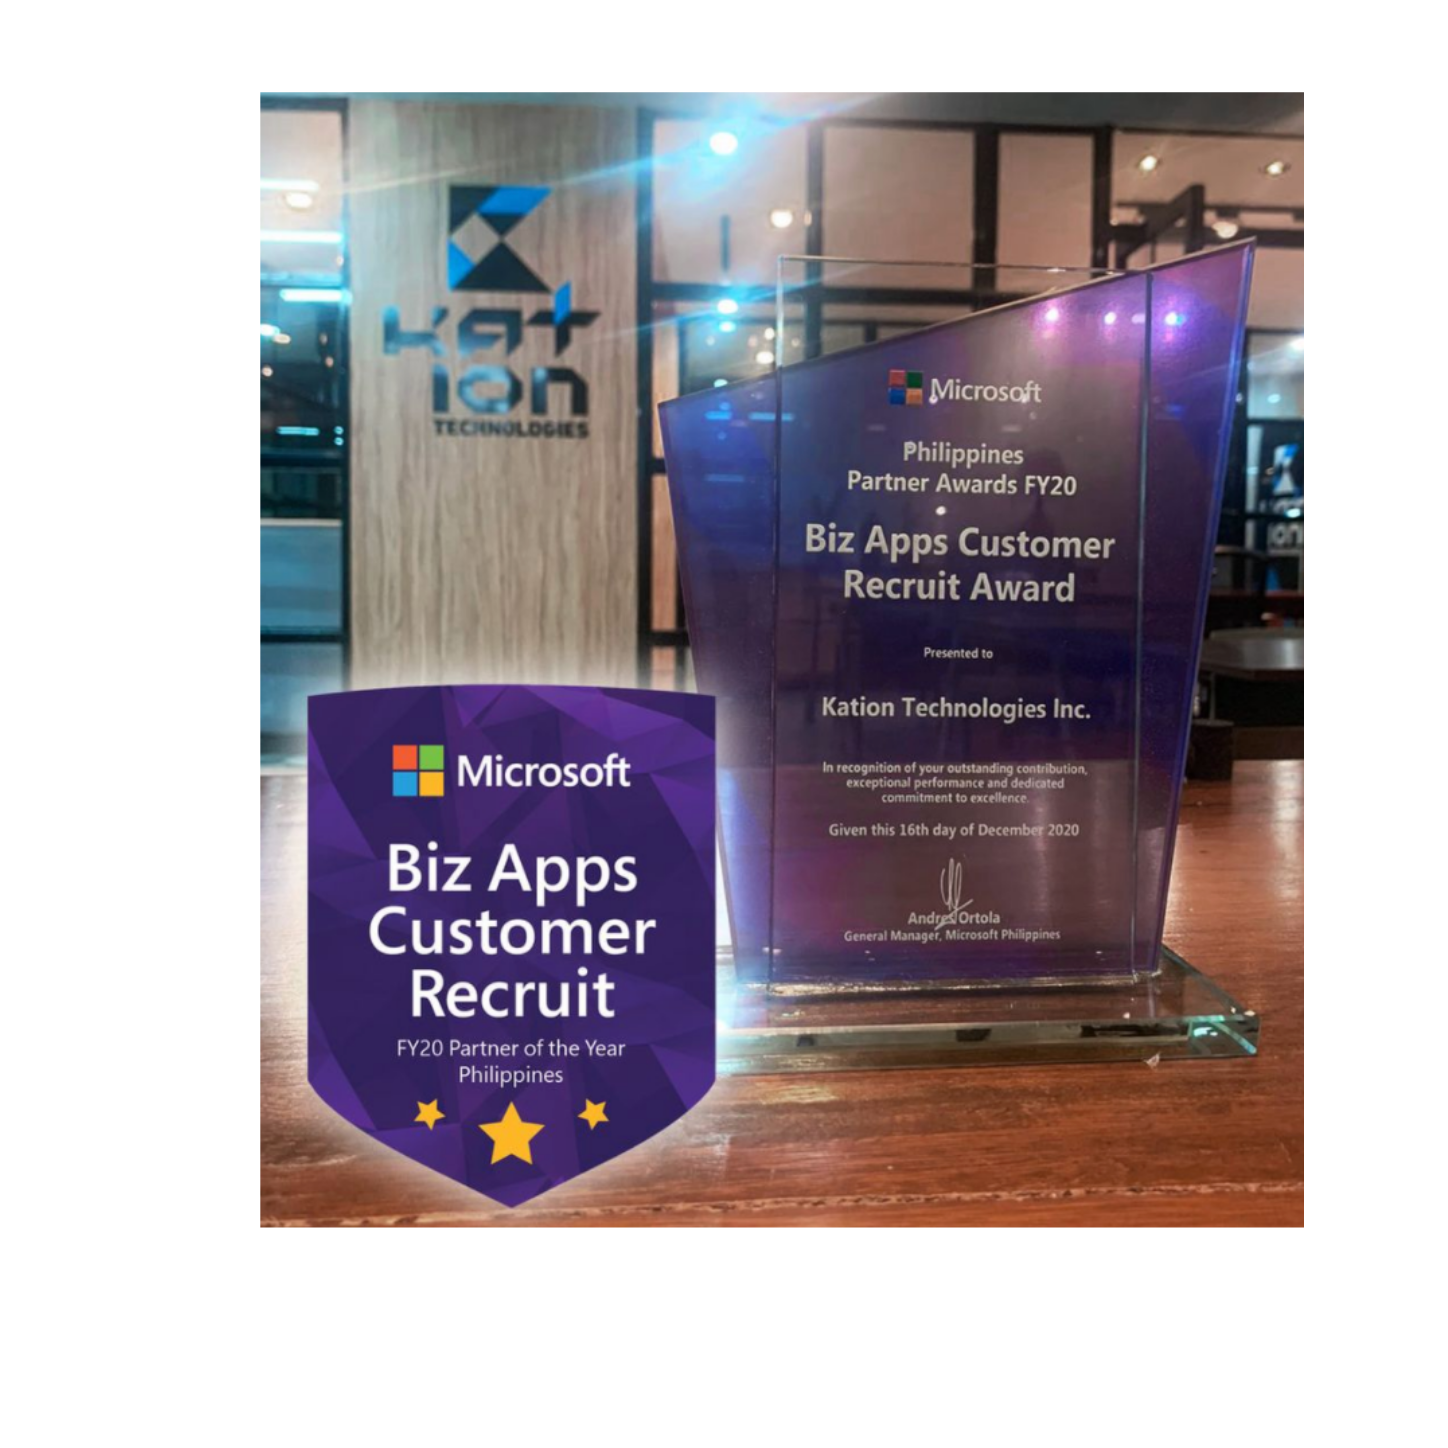 Kation
TECHNOLOGIES
Microsoft
Philippines
Partner Awards FY20
Biz Apps Customer
Recruit Award
Presented to
Kation Technologies Inc.
In recognition of your outstanding contribution,
exceptional performance and dedicated
commitment to excellence.
Given this 16th day of December 2020
Andres Ortola
General Manager, Microsoft Philippines
Microsoft
Biz Apps
Customer
Recruit
FY20 Partner of the Year
Philippines